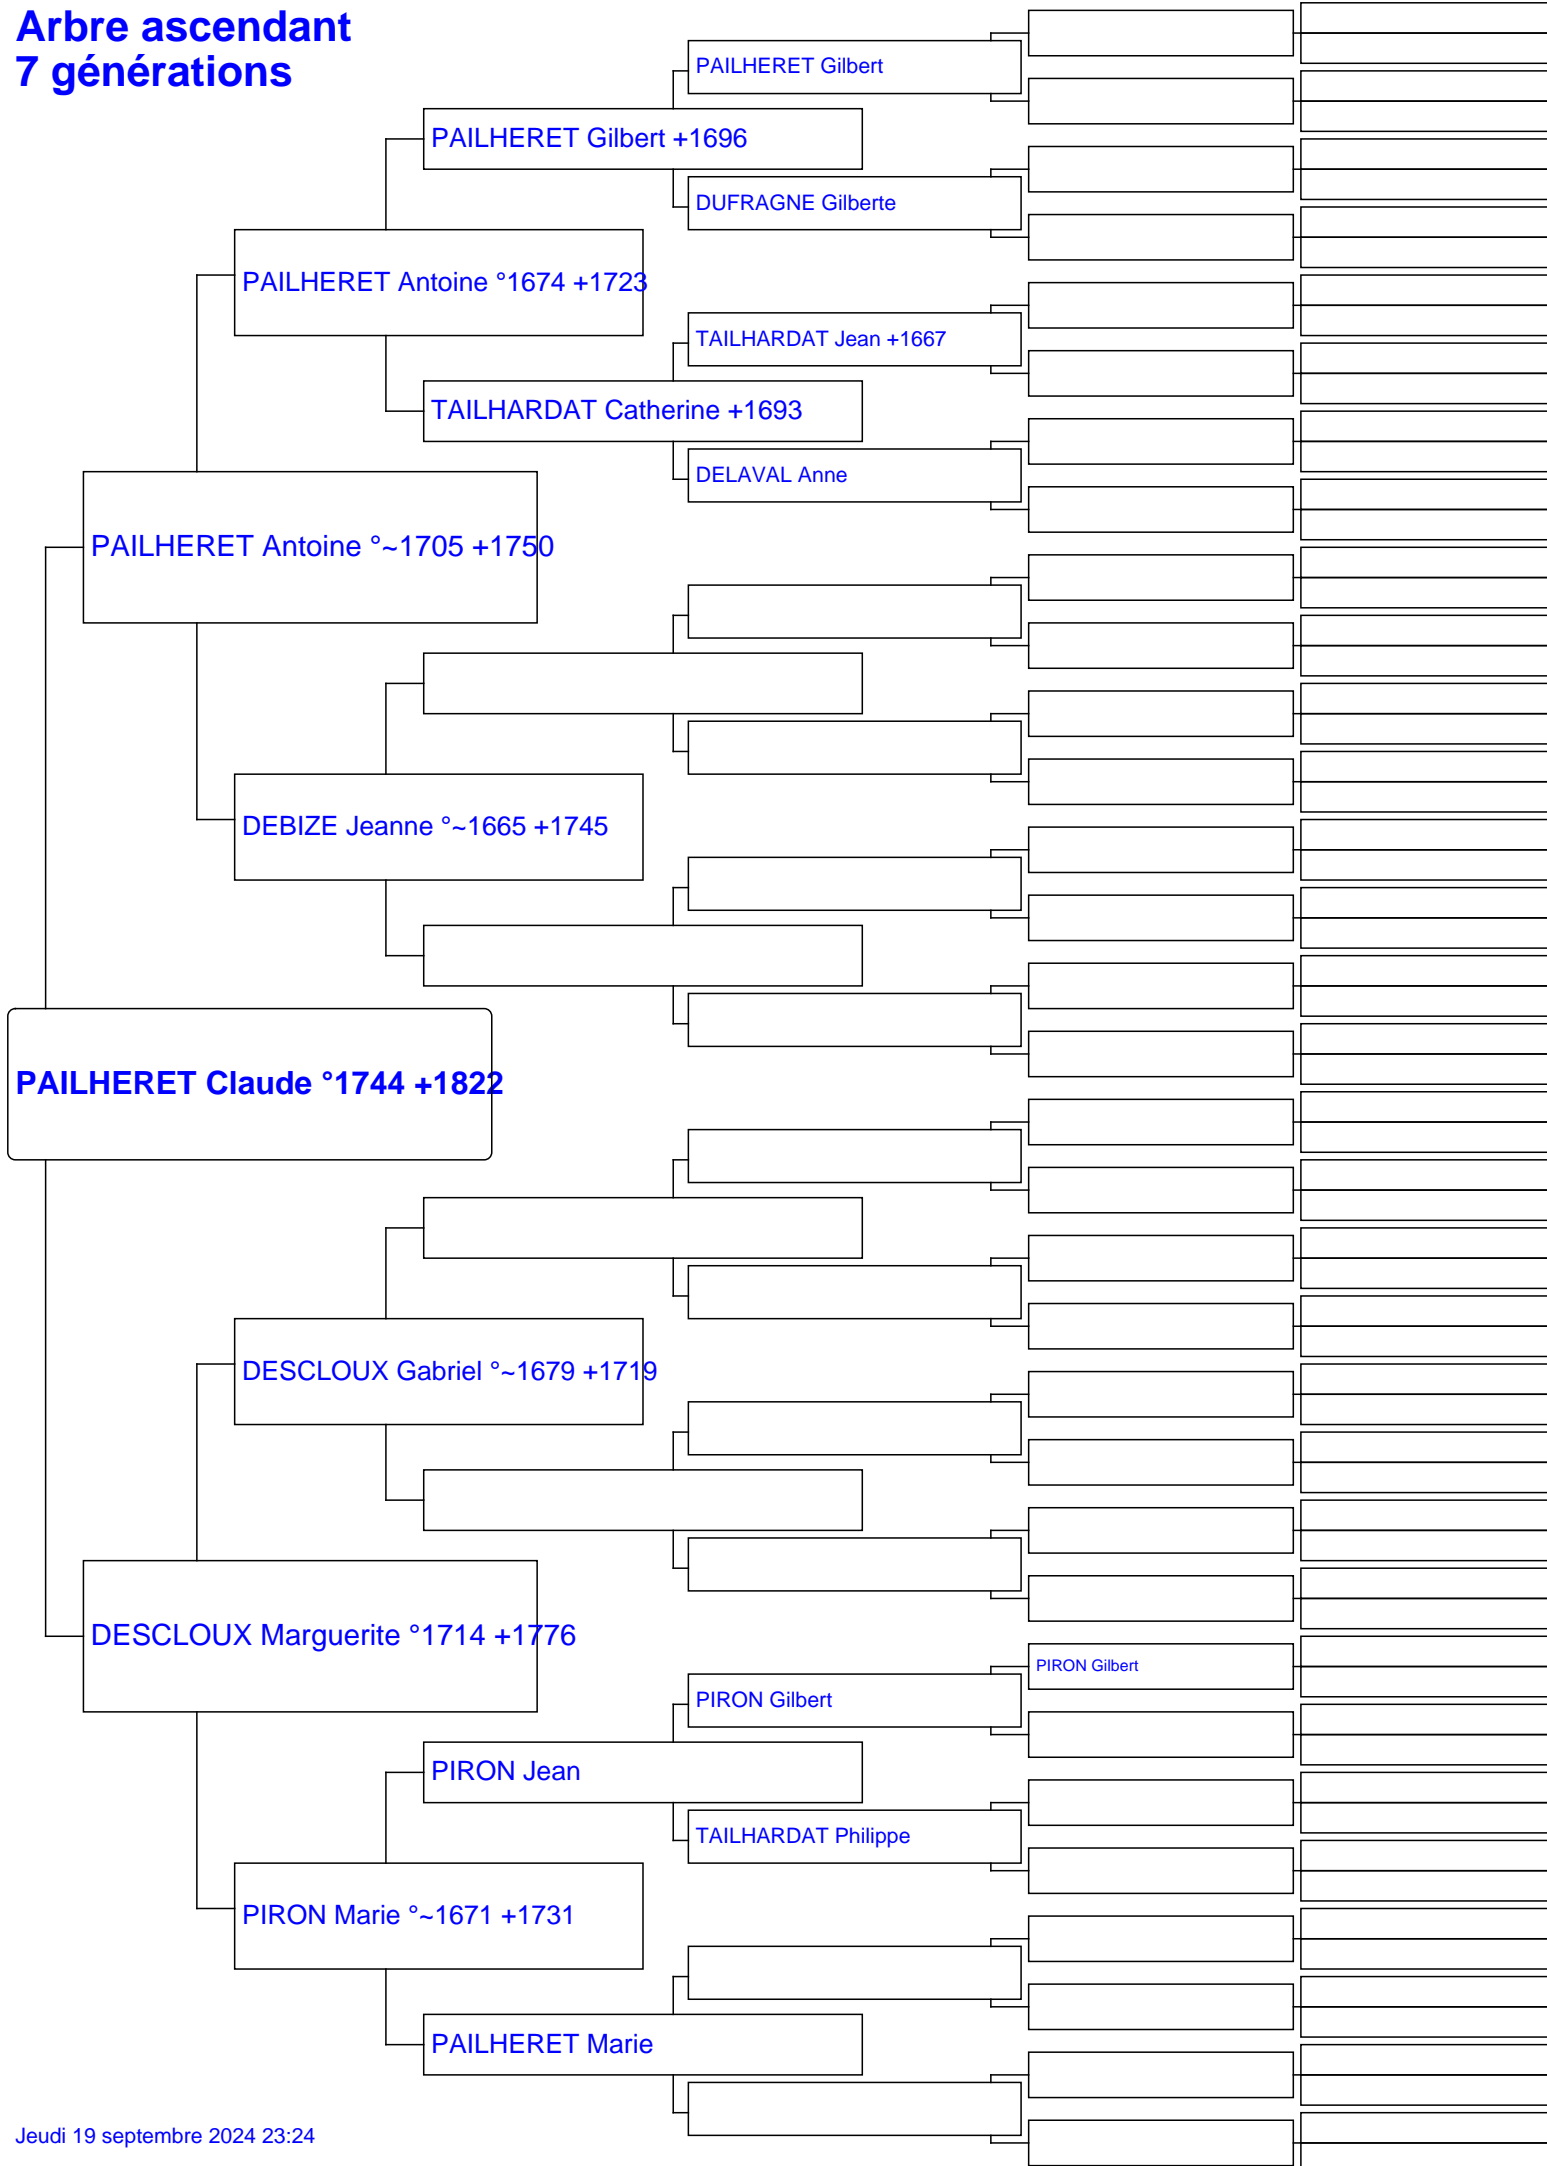 Arbre ascendant
7 générations
PAILHERET Gilbert
PAILHERET Gilbert +1696
DUFRAGNE Gilberte
PAILHERET Antoine °1674 +1723
TAILHARDAT Jean +1667
TAILHARDAT Catherine +1693
DELAVAL Anne
PAILHERET Antoine °~1705 +1750
DEBIZE Jeanne °~1665 +1745
PAILHERET Claude °1744 +1822
DESCLOUX Gabriel °~1679 +1719
DESCLOUX Marguerite °1714 +1776
PIRON Gilbert
PIRON Gilbert
PIRON Jean
TAILHARDAT Philippe
PIRON Marie °~1671 +1731
PAILHERET Marie
Jeudi 19 septembre 2024 23:24